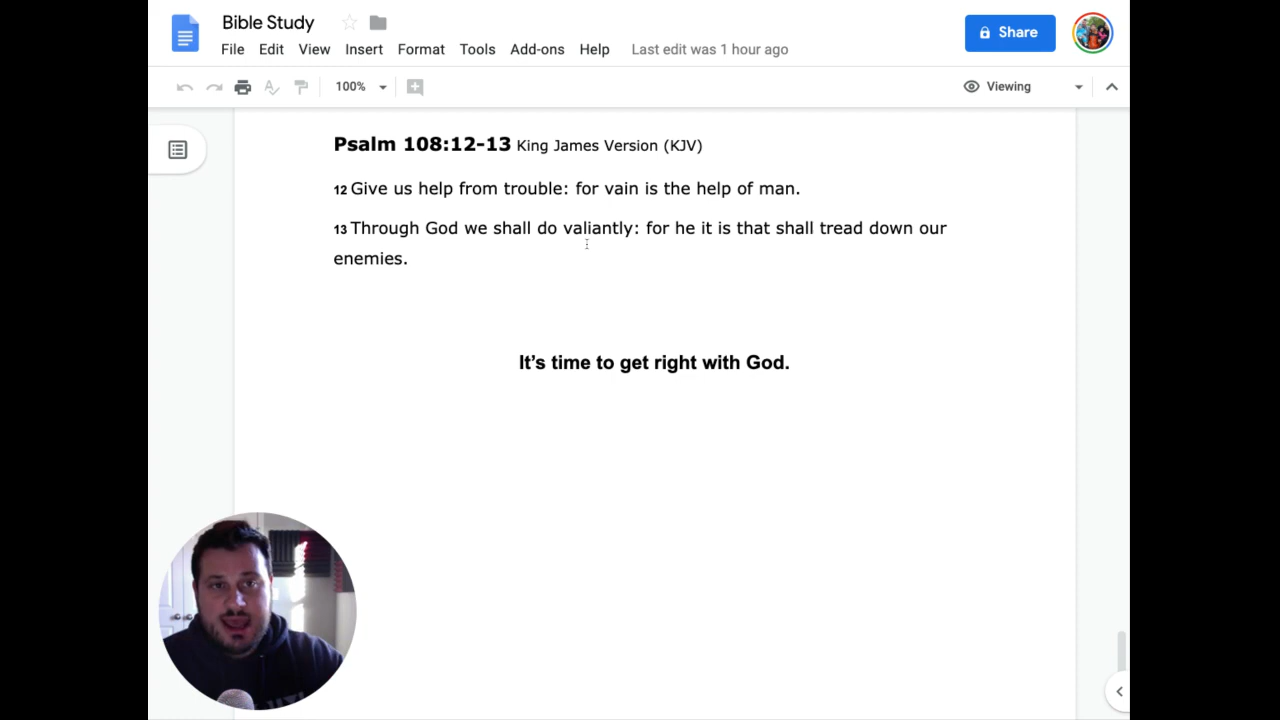 Bible Study
File Edit View Insert Format Tools Add-ons Help Last edit was 1 hour ago
Share
100%
Viewing
Psalm 108:12-13 King James Version (KJV)
12 Give us help from trouble: for vain is the help of man.
13 Through God we shall do valiantly: for he it is that shall tread down our
enemies.
It’s time to get right with God.